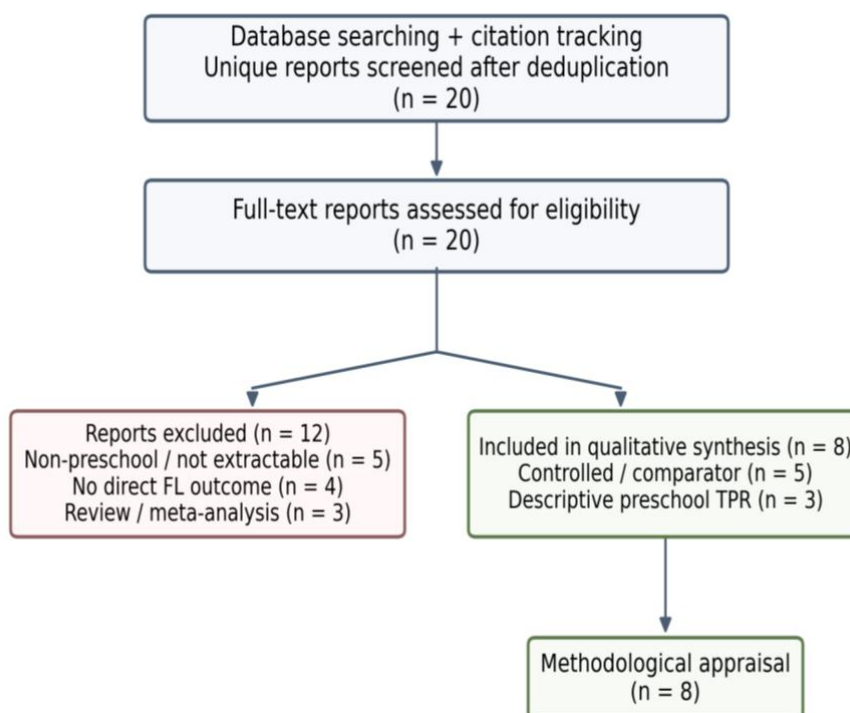 Database searching + citation tracking
Unique reports screened after deduplication
(n = 20)
Full-text reports assessed for eligibility
(n = 20)
Reports excluded (n = 12)
Non-preschool / not extractable (n = 5)
No direct FL outcome (n = 4)
Review / meta-analysis (n = 3)
Included in qualitative synthesis (n = 8)
Controlled / comparator (n = 5)
Descriptive preschool TPR (n = 3)
Methodological appraisal
(n = 8)